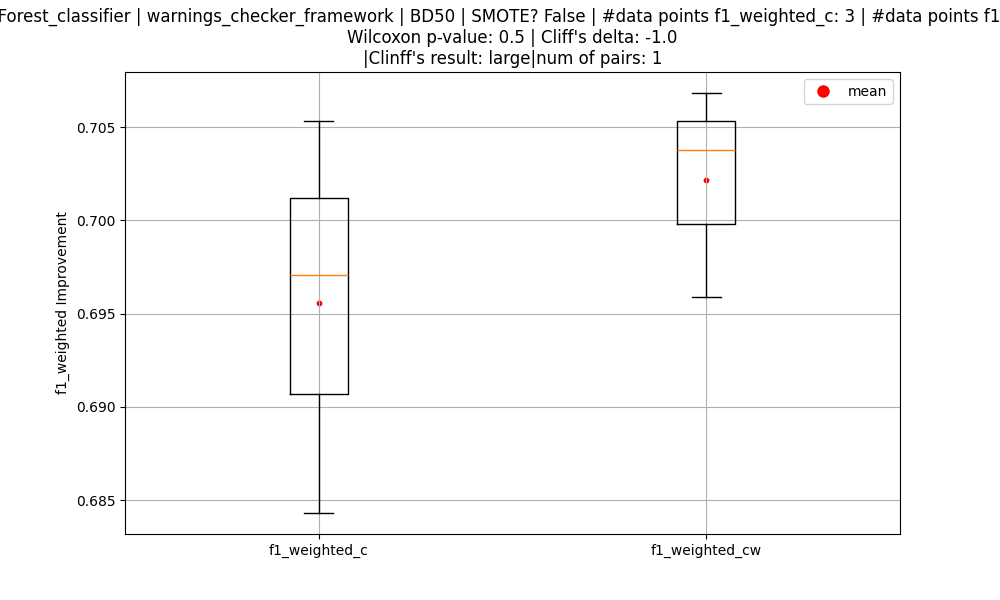 Forest_classifier | warnings_checker_framework | BD50 | SMOTE? False | #data points f1_weighted_c: 3 | #data points f1
Wilcoxon p-value: 0.5 | Cliff's delta: -1.0
|Clinff's result: large|num of pairs: 1
mean
0.705
0.700
0.695
0.690
0.685
f1_weighted Improvement
f1_weighted_c
f1_weighted_cw